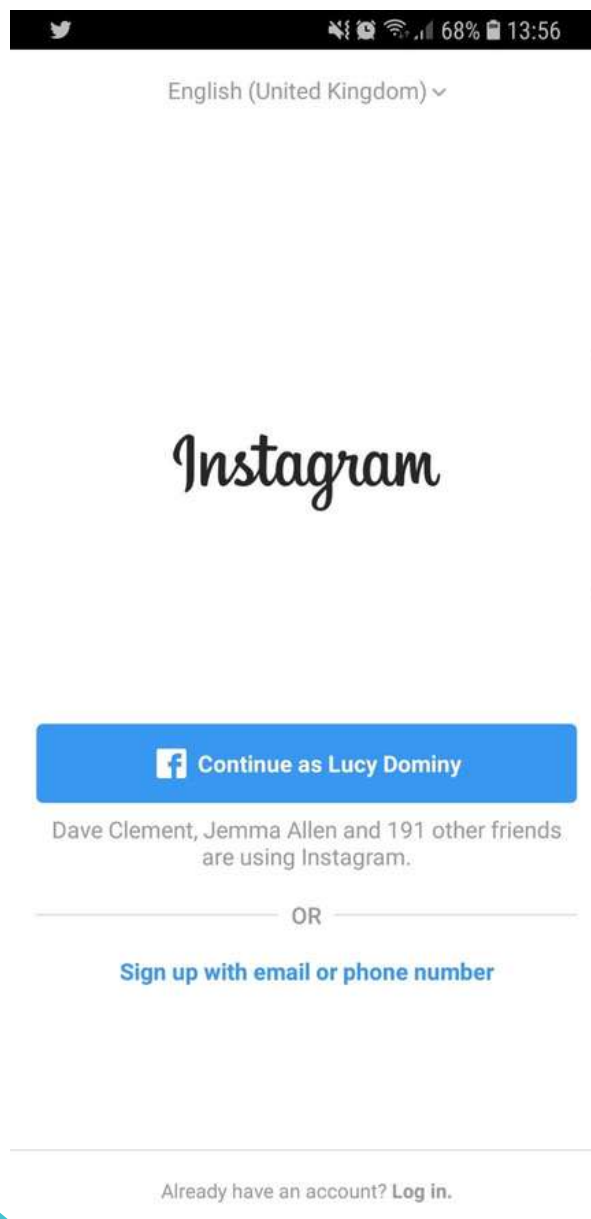 68% 13:56
English (United Kingdom)
Instagram
Continue as Lucy Dominy
Dave Clement, Jemma Allen and 191 other friends
are using Instagram.
OR
Sign up with email or phone number
Already have an account? Log in.